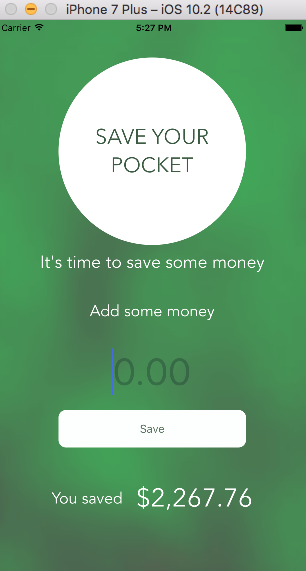 iPhone 7 Plus – iOS 10.2 (14C89)
Carrier 5:27 PM
SAVE YOUR
POCKET
It's time to save some money
Add some money
0.00
Save
You saved $2,267.76